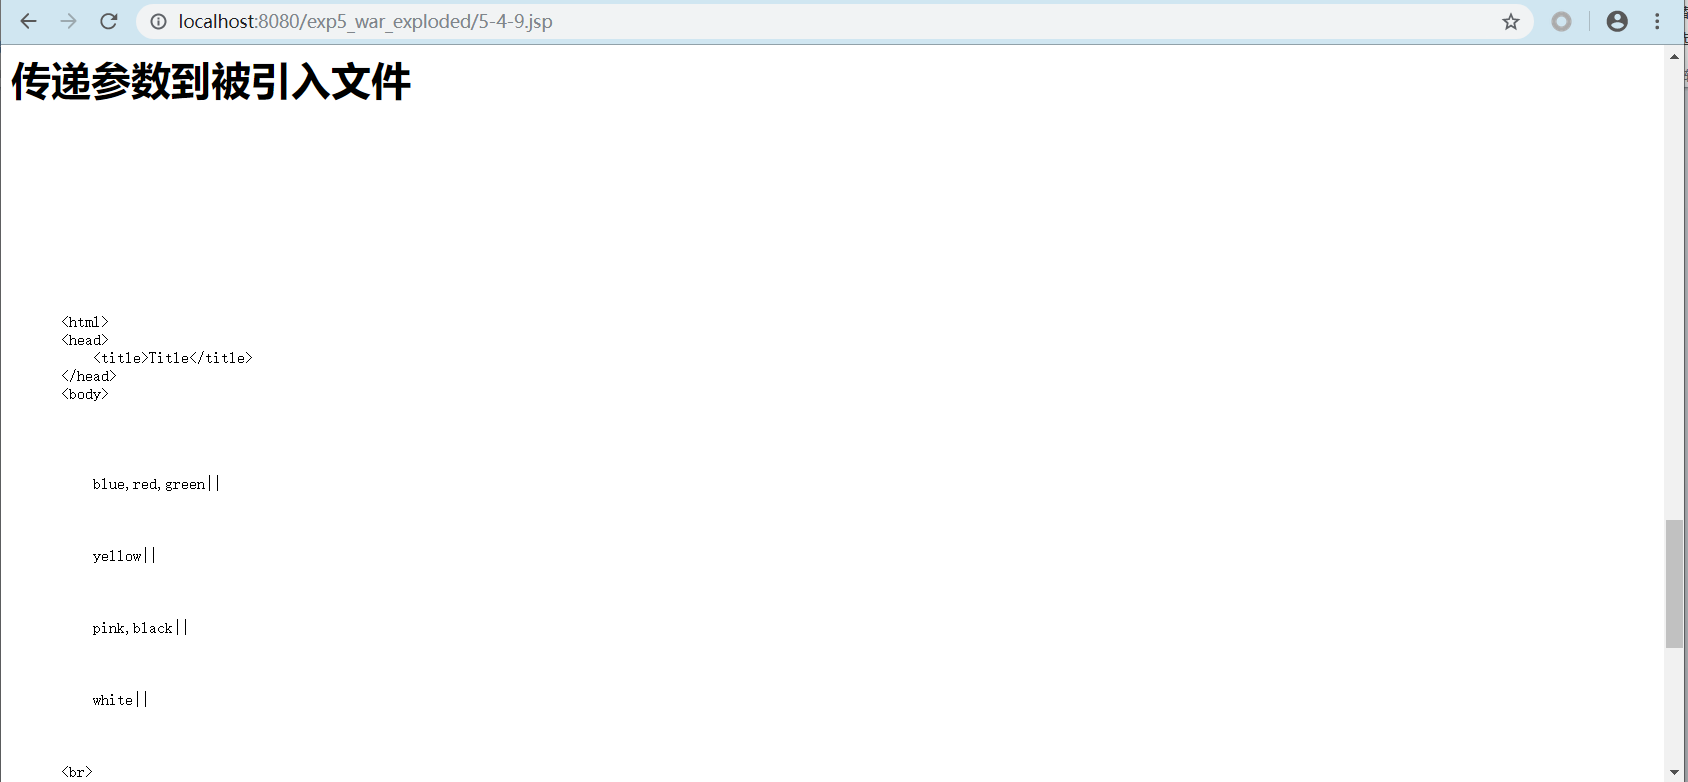 localhost:8080/exp5_war_exploded/5-4-9.jsp
传递参数到被引入文件
<html>
<head>
<title>Title</title>
</head>
<body>
blue,red,green||
yellow||
pink,black||
white||
<br>